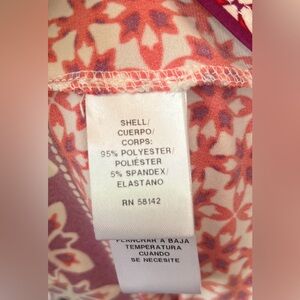 SHELL/
CUERPO/
CORPS:
95% POLYESTER/
POLIÉSTER
5% SPANDEX/
ELASTANO
RN 58142
PLANCHAR A BAJA
TEMPERATURA
CUANDO
SE NECESITE